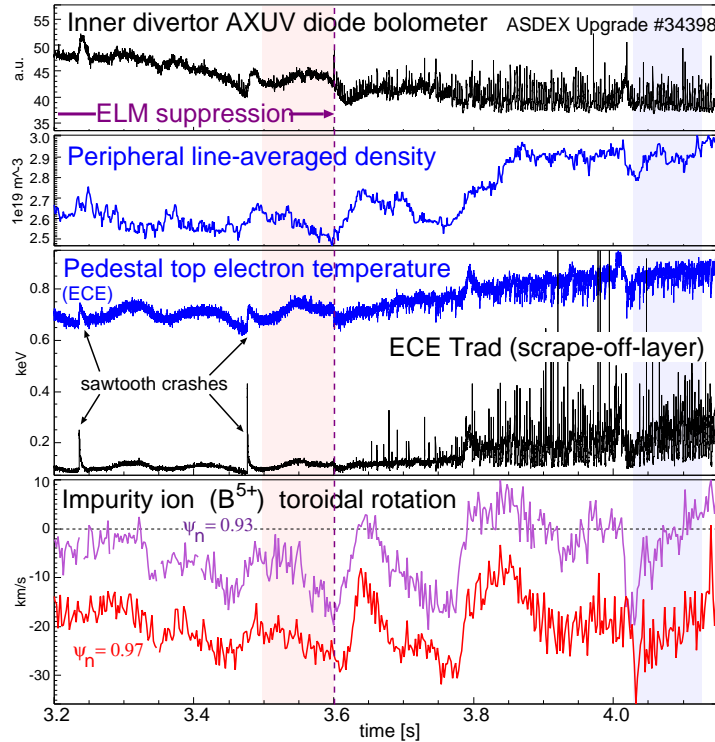 Inner divertor AXUV diode bolometer ASDEX Upgrade #34398
55
50
45
40
35
a.u.
ELM suppression
3.0
2.9
2.8
2.7
2.6
2.5
1e19 m^-3
Peripheral line-averaged density
Pedestal top electron temperature
(ECE)
0.8
0.6
0.4
0.2
keV
ECE Trad (scrape-off-layer)
sawtooth crashes
Impurity ion (B⁵⁺) toroidal rotation
10
0
-10
-20
-30
km/s
ψn = 0.93
ψn = 0.97
3.2 3.4 3.6 3.8 4.0
time [s]